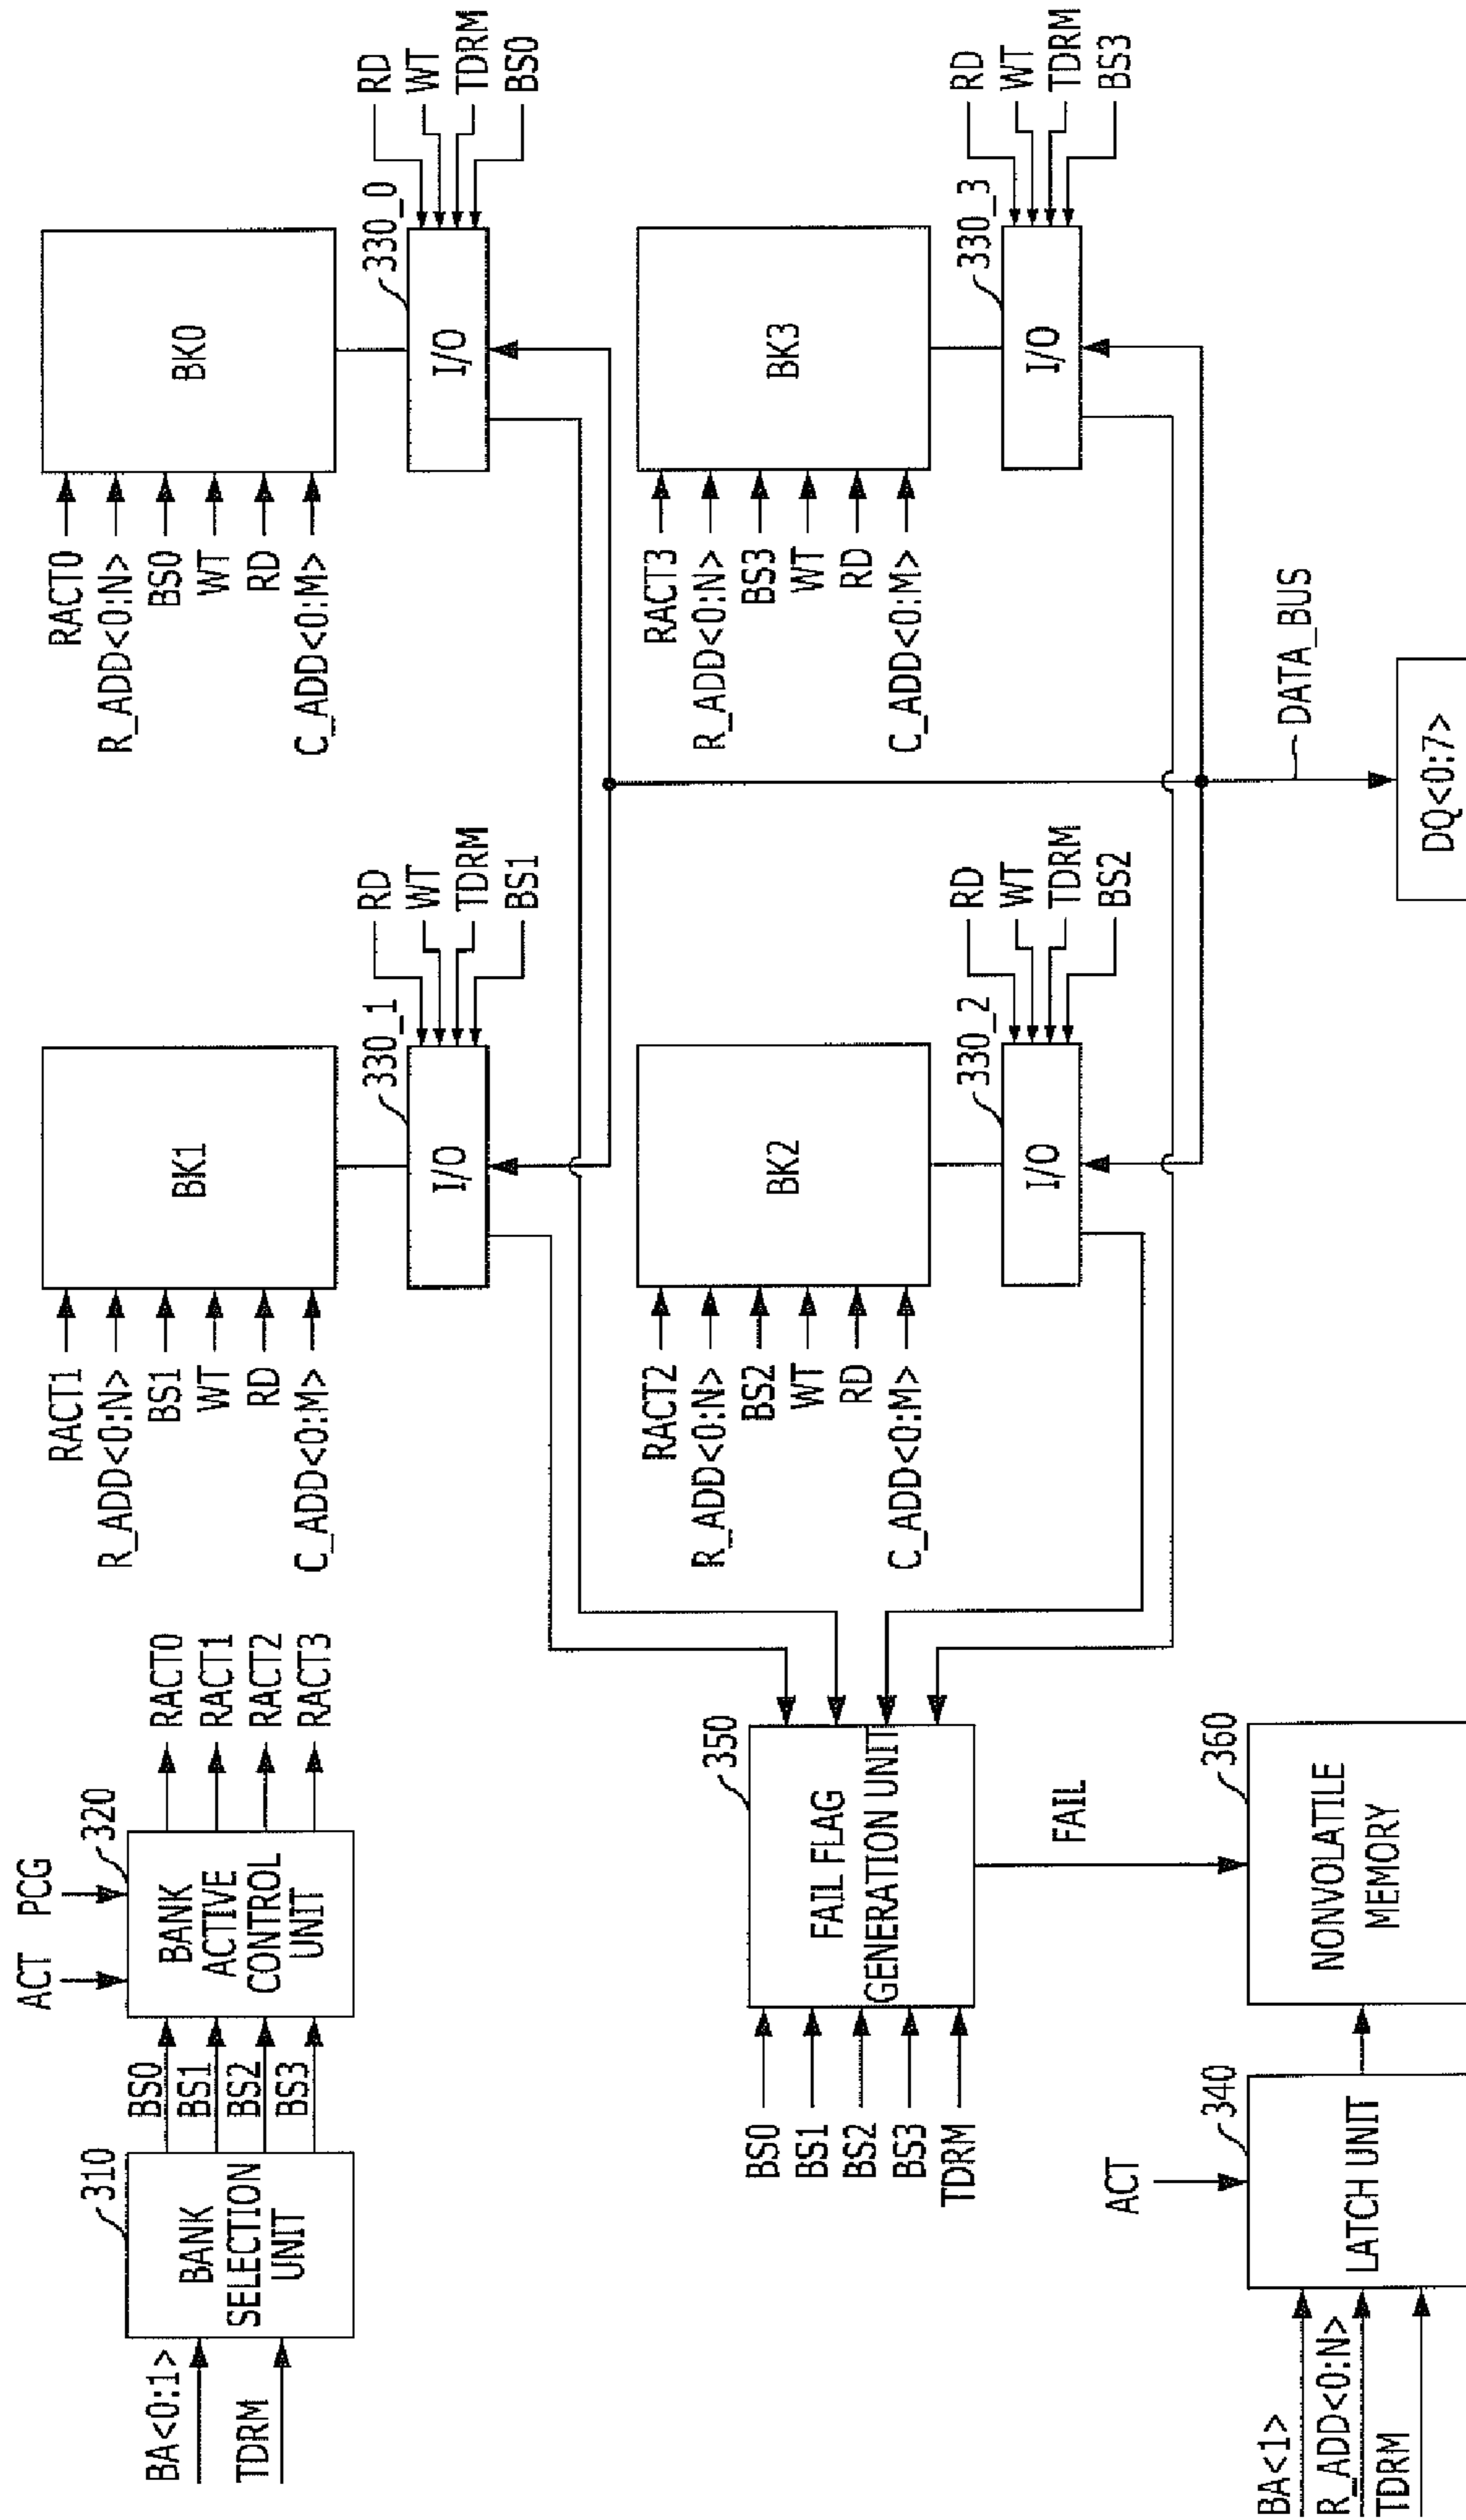 BA<0:1>
TDRM
310
BANK
SELECTION
UNIT
BS0
BS1
BS2
BS3
ACT
PCG
320
BANK
ACTIVE
CONTROL
UNIT
RACT0
RACT1
RACT2
RACT3
RACT1
R_ADD<0:N>
BS1
WT
RD
C_ADD<0:M>
BK1
330_1
I/O
RD
WT
TDRM
BS1
RACT0
R_ADD<0:N>
BS0
WT
RD
C_ADD<0:M>
BK0
330_0
I/O
RD
WT
TDRM
BS0
BS0
BS1
BS2
BS3
TDRM
350
FAIL FLAG
GENERATION UNIT
FAIL
RACT2
R_ADD<0:N>
BS2
WT
RD
C_ADD<0:M>
BK2
330_2
I/O
RD
WT
TDRM
BS2
RACT3
R_ADD<0:N>
BS3
WT
RD
C_ADD<0:M>
BK3
330_3
I/O
RD
WT
TDRM
BS3
BA<1>
R_ADD<0:N>
TDRM
ACT
340
LATCH UNIT
360
NONVOLATILE
MEMORY
DATA_BUS
DQ<0:7>